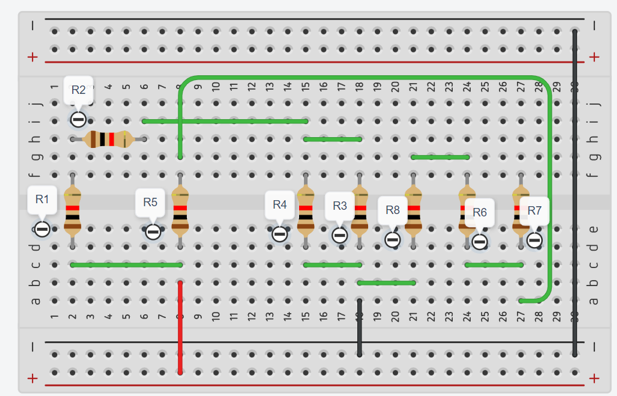 − −
+ +
1 4 5 6 7 8 9 10 11 12 13 14 15 16 17 18 19 20 21 22 23 24 25 26 27 28 29 30
R2
j j
i i
h h
g g
f f
R1 R5 R4 R3 R8 R6 R7
e e
d d
c c
b b
a a
1 2 3 4 5 6 7 8 9 10 11 12 13 14 15 16 17 18 19 20 21 22 23 24 25 26 27 28 29 30
− −
+ +